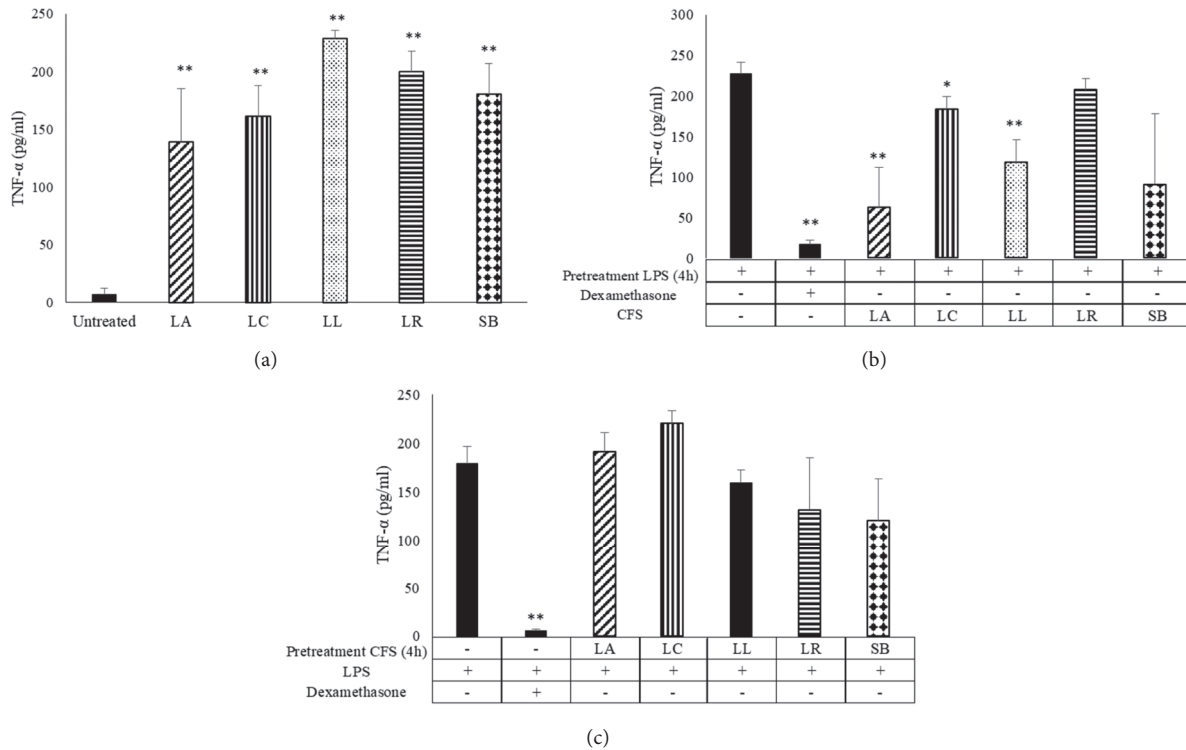 250
200
150
100
50
0
TNF-α (pg/ml)
** ** ** ** **
Untreated LA LC LL LR SB
(a)
300
250
200
150
100
50
0
TNF-α (pg/ml)
** ** * **
Pretreatment LPS (4h) + + + + + + +
Dexamethasone - + - - - - -
CFS - - LA LC LL LR SB
(b)
250
200
150
100
50
0
TNF-α (pg/ml)
**
Pretreatment CFS (4h) - - LA LC LL LR SB
LPS + + + + + + +
Dexamethasone - + - - - - -
(c)